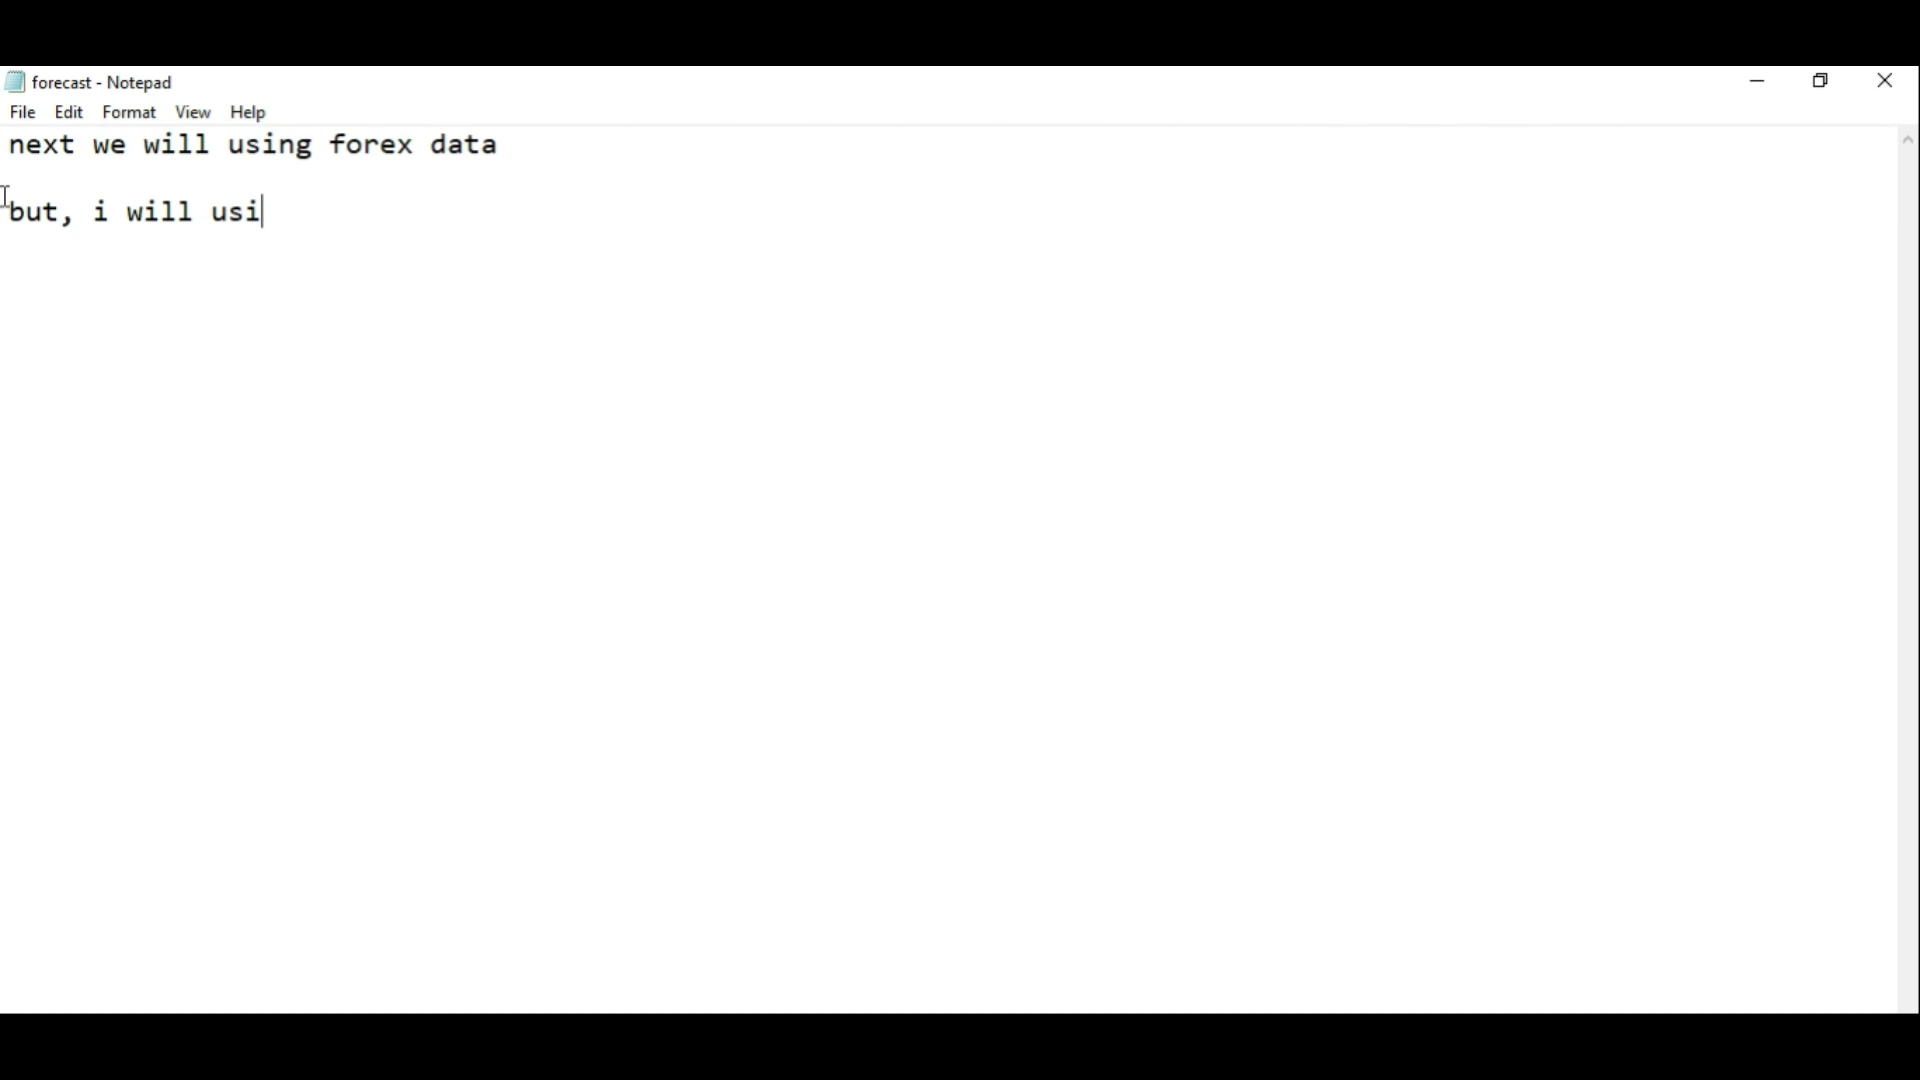 forecast - Notepad
File Edit Format View Help
next we will using forex data
but, i will usi